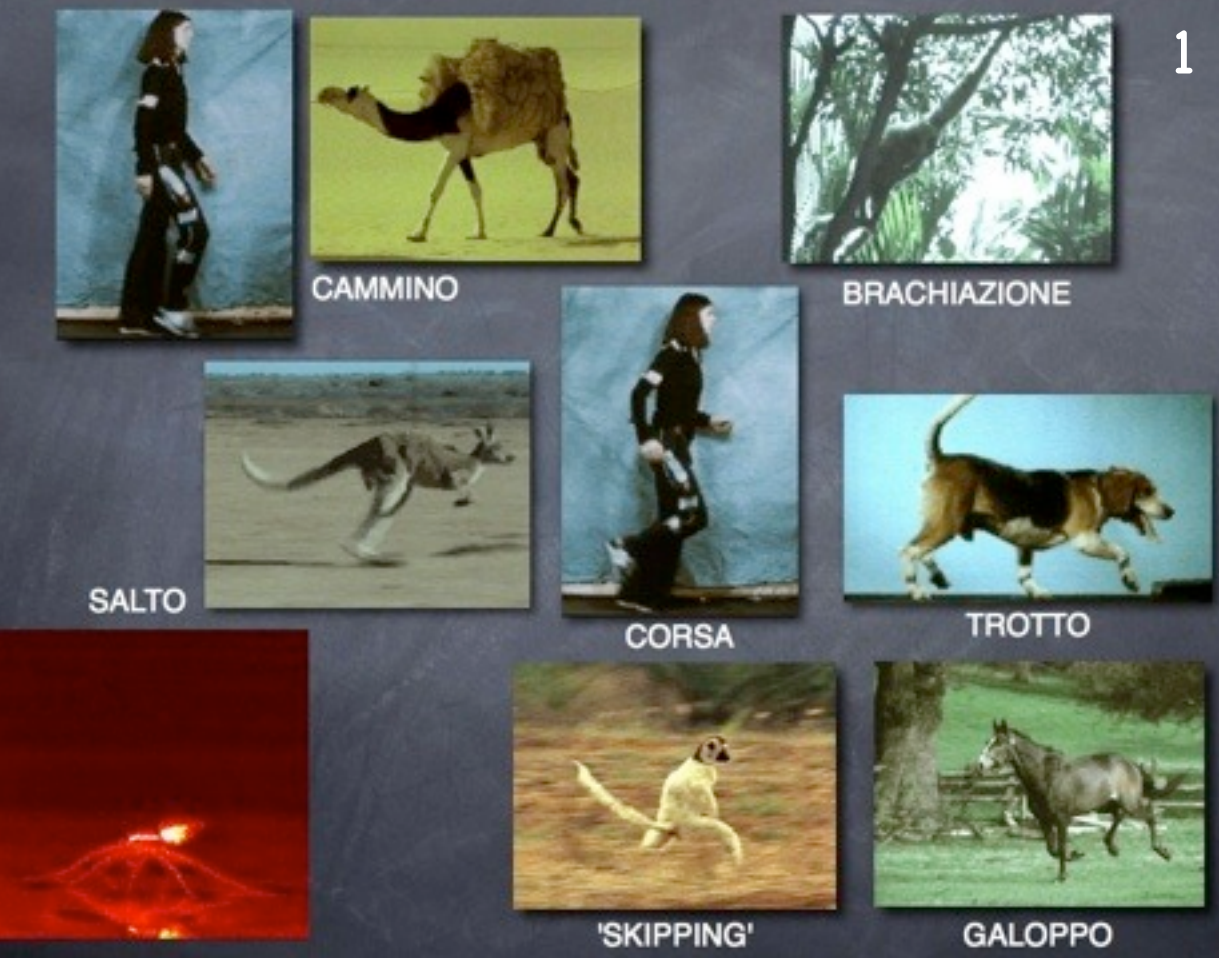 1
CAMMINO
BRACHIAZIONE
SALTO
CORSA
TROTTO
'SKIPPING'
GALOPPO